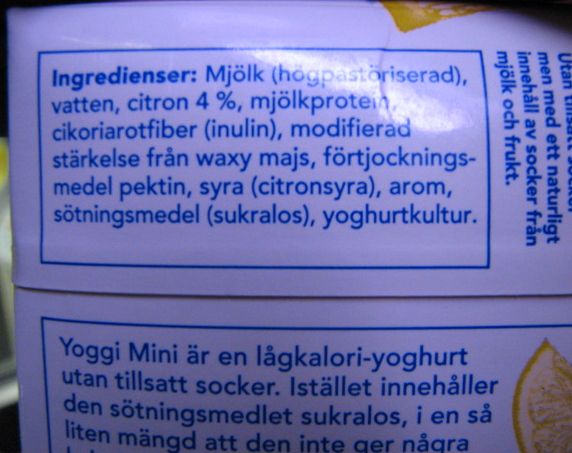 Ingredienser: Mjölk (högpastöriserad),
vatten, citron 4 %, mjölkprotein,
cikoriarotfiber (inulin), modifierad
stärkelse från waxy majs, förtjocknings-
medel pektin, syra (citronsyra), arom,
sötningsmedel (sukralos), yoghurtkultur.
Utan tillsatt socker
men med ett naturligt
innehåll av socker från
mjölk och frukt.
Yoggi Mini är en lågkalori-yoghurt
utan tillsatt socker. Istället innehåller
den sötningsmedlet sukralos, i en så
liten mängd att den inte ger några